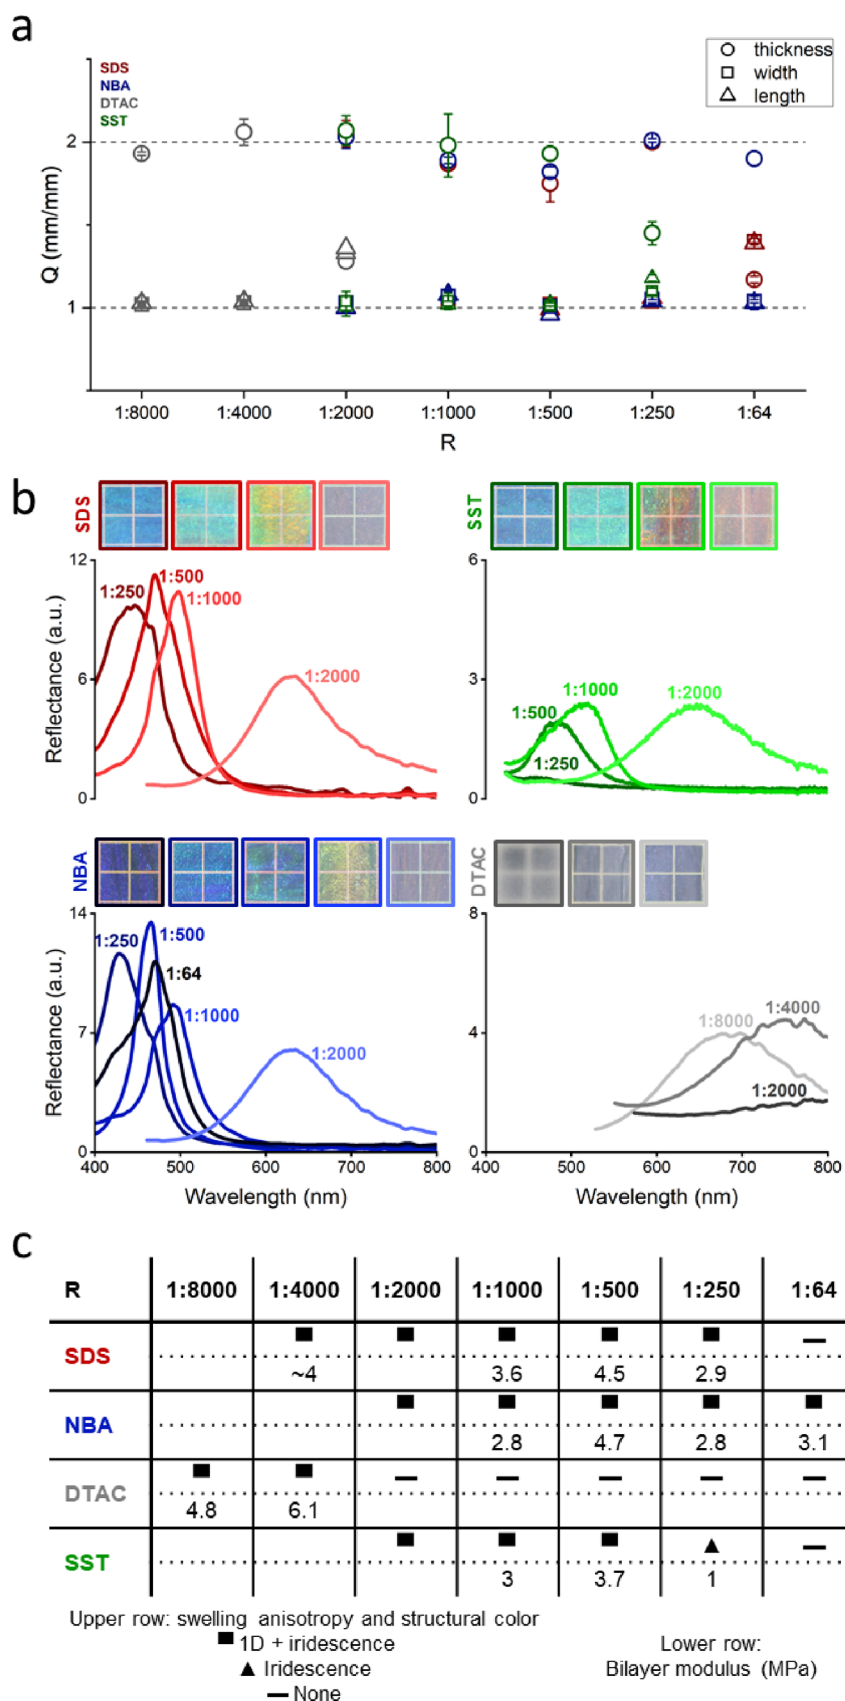 a
SDS
NBA
DTAC
SST
thickness
width
length
2
1
Q (mm/mm)
1:8000 1:4000 1:2000 1:1000 1:500 1:250 1:64
R
b
SDS
12
6
0
Reflectance (a.u.)
1:250
1:500
1:1000
1:2000
SST
6
3
0
Reflectance (a.u.)
1:500
1:1000
1:2000
1:250
NBA
14
7
0
Reflectance (a.u.)
1:250
1:500
1:64
1:1000
1:2000
400 500 600 700 800
Wavelength (nm)
DTAC
8
4
0
1:8000
1:4000
1:2000
400 500 600 700 800
Wavelength (nm)
c
R 1:8000 1:4000 1:2000 1:1000 1:500 1:250 1:64
SDS
~4 3.6 4.5 2.9
NBA
2.8 4.7 2.8 3.1
DTAC
4.8 6.1
SST
3 3.7 1
Upper row: swelling anisotropy and structural color
1D + iridescence
Iridescence
None
Lower row:
Bilayer modulus (MPa)